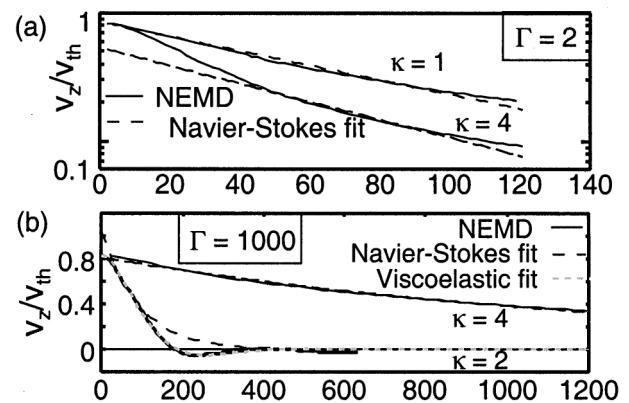 (a)
1
Γ = 2
κ = 1
v_z/v_th
NEMD
Navier-Stokes fit
κ = 4
0.1
0 20 40 60 80 100 120 140
(b)
Γ = 1000
NEMD
Navier-Stokes fit
Viscoelastic fit
0.8
v_z/v_th
0.4
κ = 4
0
κ = 2
0 200 400 600 800 1000 1200